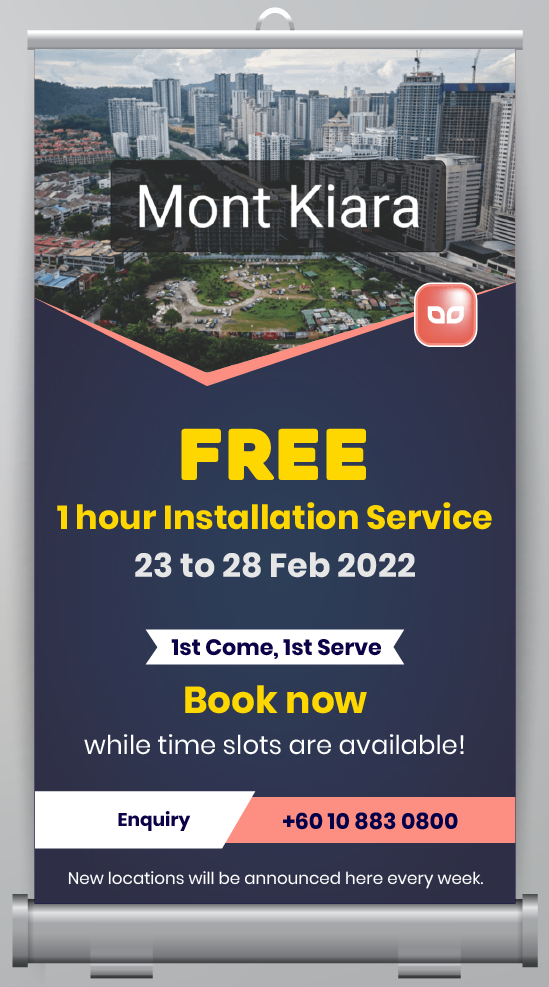 Mont Kiara
FREE
1 hour Installation Service
23 to 28 Feb 2022
1st Come, 1st Serve
Book now
while time slots are available!
Enquiry
+60 10 883 0800
New locations will be announced here every week.